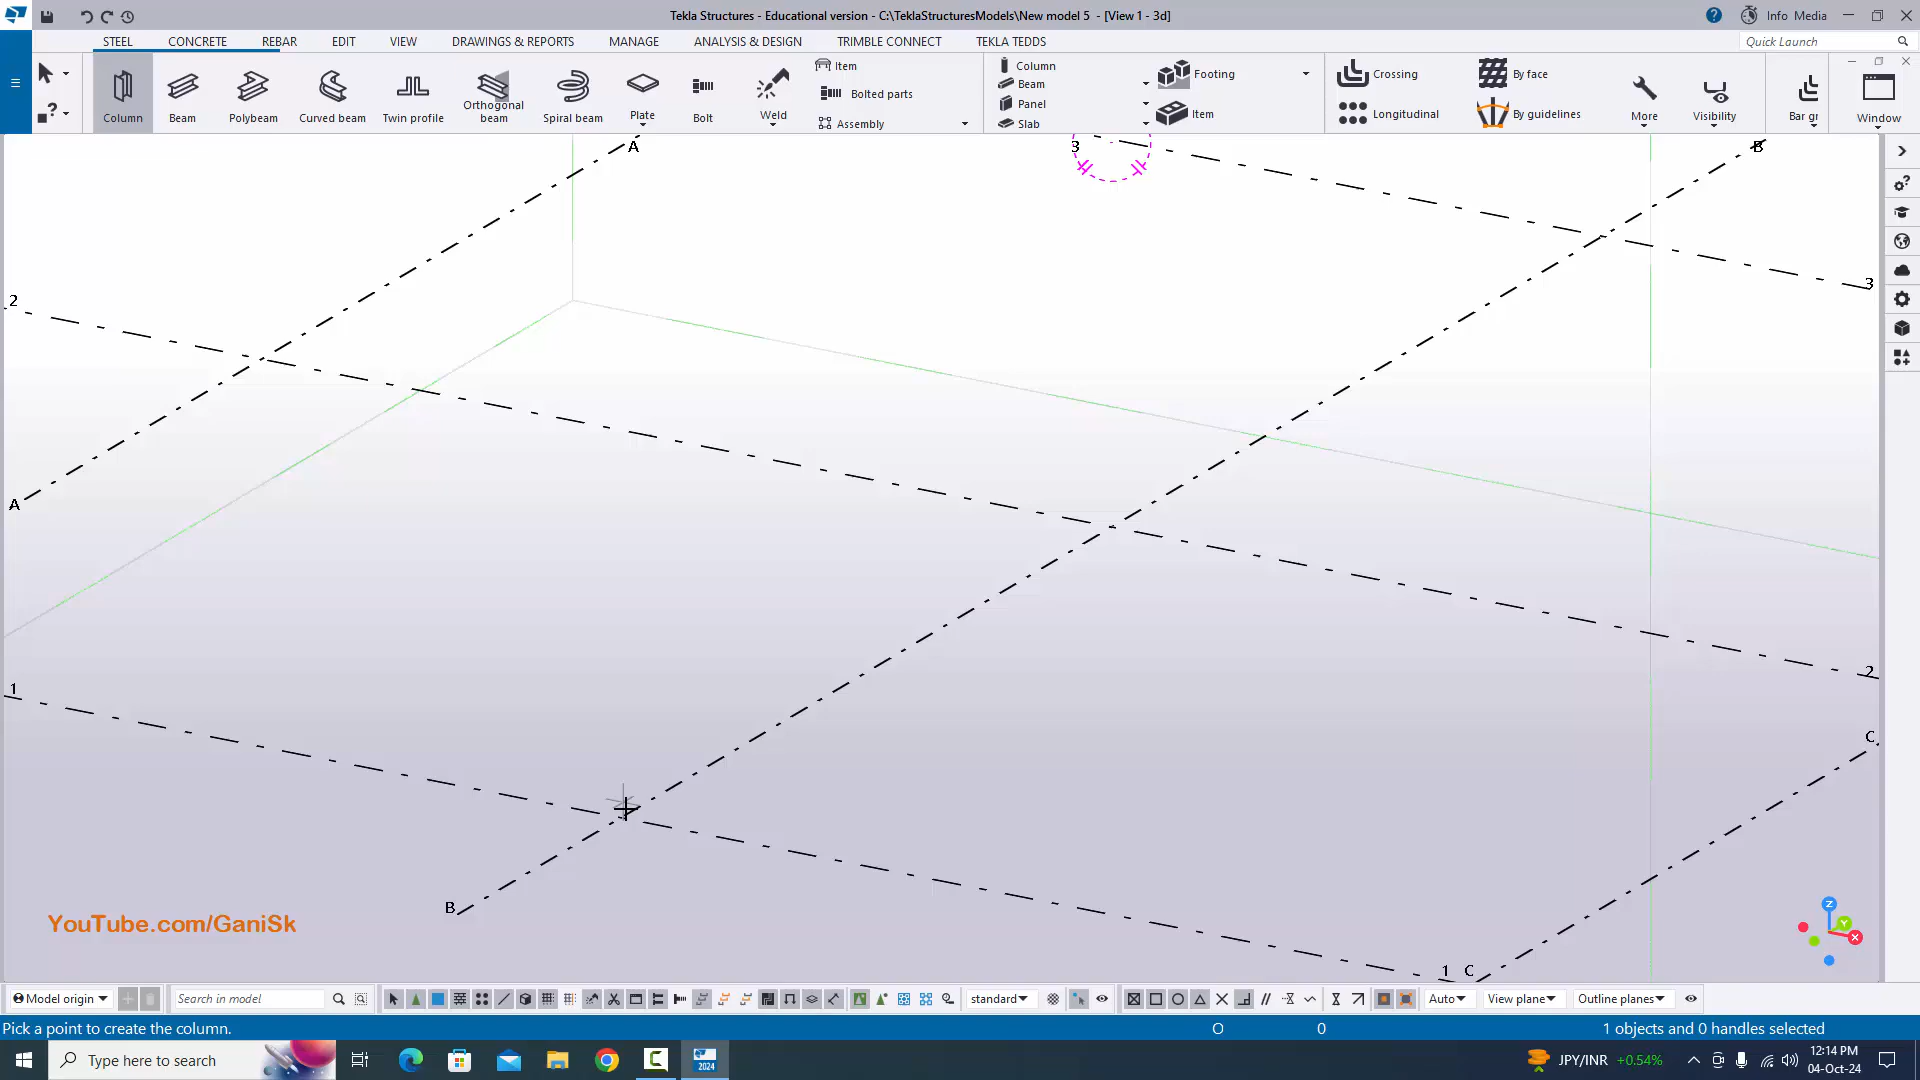 Tekla Structures - Educational version - C:\TeklaStructuresModels\New model 5 - [View 1 - 3d]
Info Media
STEEL CONCRETE REBAR EDIT VIEW DRAWINGS & REPORTS MANAGE ANALYSIS & DESIGN TRIMBLE CONNECT TEKLA TEDDS
Quick Launch
Column Beam Polybeam Curved beam Twin profile Orthogonal beam Spiral beam Plate Bolt Weld
Item
Bolted parts
Assembly
Column
Beam
Panel
Slab
Footing
Item
Crossing
Longitudinal
By face
By guidelines
More
Visibility
Bar gr
Window
A
3
B
2
3
A
1
2
C
B
1 C
Z
Y
X
YouTube.com/GaniSk
Model origin
Search in model
standard
Auto
View plane
Outline planes
Pick a point to create the column.
O
0
1 objects and 0 handles selected
Type here to search
2024
JPY/INR +0.54%
12:14 PM
04-Oct-24